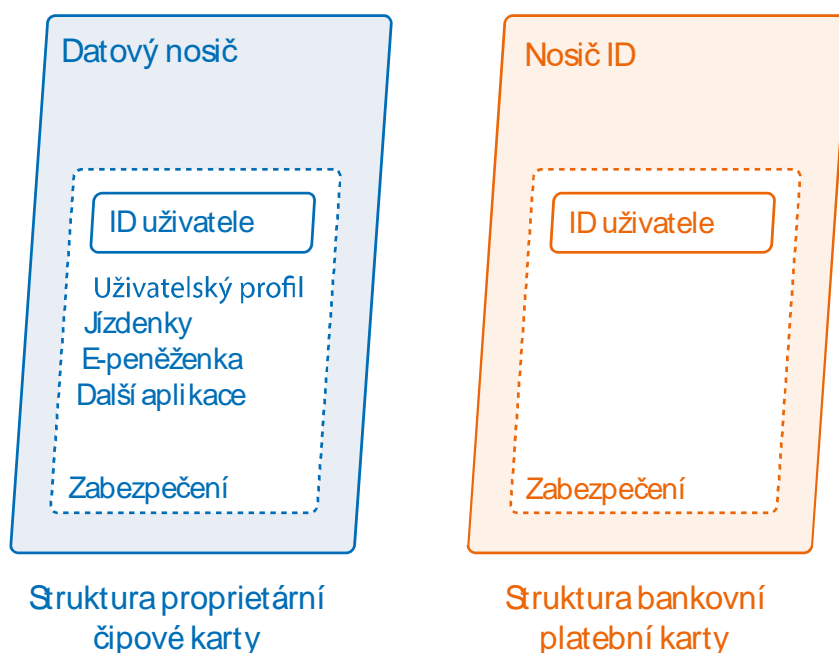 Datový nosič
ID uživatele
Uživatelský profil
Jízdenky
E-peněženka
Další aplikace
Zabezpečení
Struktura proprietární
čipové karty
Nosič ID
ID uživatele
Zabezpečení
Struktura bankovní
platební karty